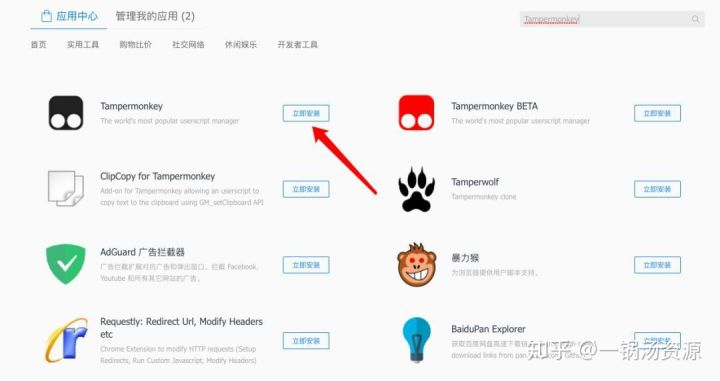 应用中心 管理我的应用 (2)
Tampermonkey
首页 实用工具 购物比价 社交网络 休闲娱乐 开发者工具
Tampermonkey
The world's most popular userscript manager
立即安装
Tampermonkey BETA
The world's most popular userscript manager
立即安装
ClipCopy for Tampermonkey
Add-on for Tampermonkey allowing an userscript to
copy text to the clipboard using GM_setClipboard API
立即安装
Tamperwolf
Tampermonkey clone
立即安装
AdGuard 广告拦截器
广告拦截扩展对抗广告和弹出窗口。拦截 Facebook,
Youtube 和所有其它网站的广告。
立即安装
暴力猴
为浏览器提供用户脚本支持。
立即安装
Requestly: Redirect Url, Modify Headers
etc
Chrome Extension to modify HTTP requests (Setup
Redirects, Run Custom Javascript, Modify Headers)
立即安装
BaiduPan Explorer
获取百度网盘高速下载链
download links from pan Github:
立即安装
知乎 @一锅汤资源